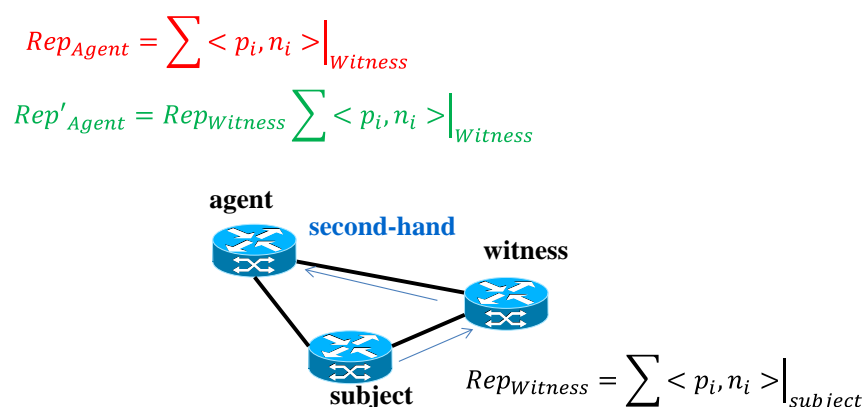 Rep_Agent = ∑ < p_i, n_i >|_Witness
Rep'_Agent = Rep_Witness ∑ < p_i, n_i >|_Witness
agent
second-hand
witness
subject
Rep_Witness = ∑ < p_i, n_i >|_subject